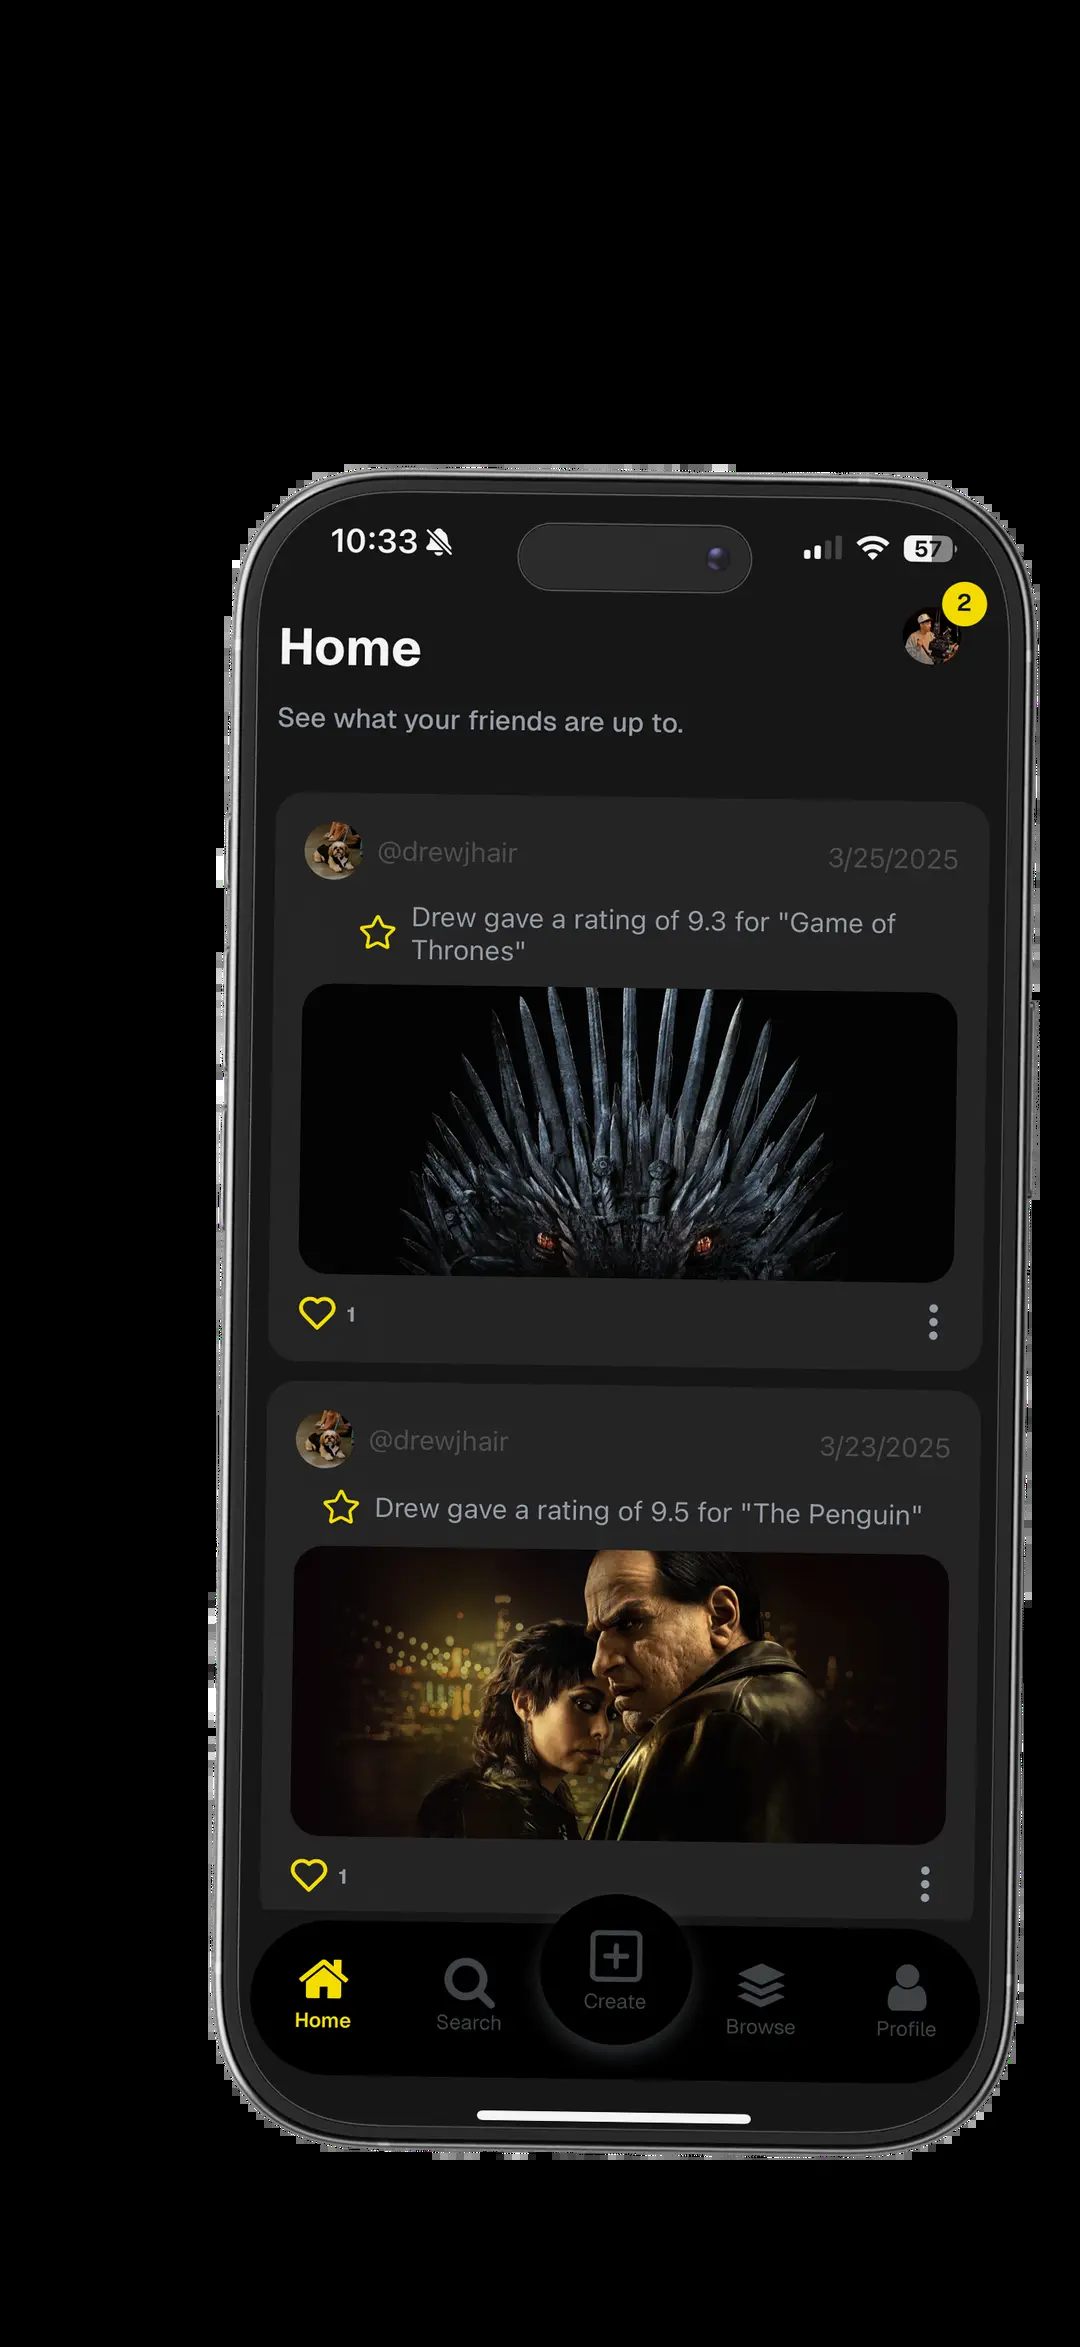 10:33
57
2
Home
See what your friends are up to.
@drewjhair
3/25/2025
Drew gave a rating of 9.3 for "Game of
Thrones"
1
@drewjhair
3/23/2025
Drew gave a rating of 9.5 for "The Penguin"
1
Home
Search
Create
Browse
Profile